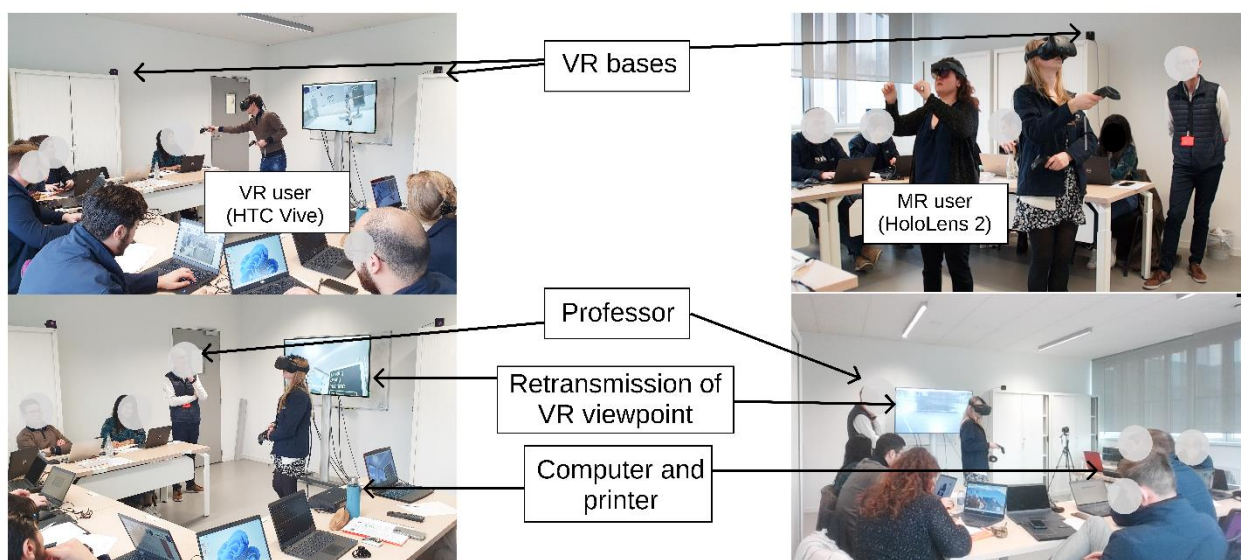 VR bases
VR user
(HTC Vive)
MR user
(HoloLens 2)
Professor
Retransmission of
VR viewpoint
Computer and
printer